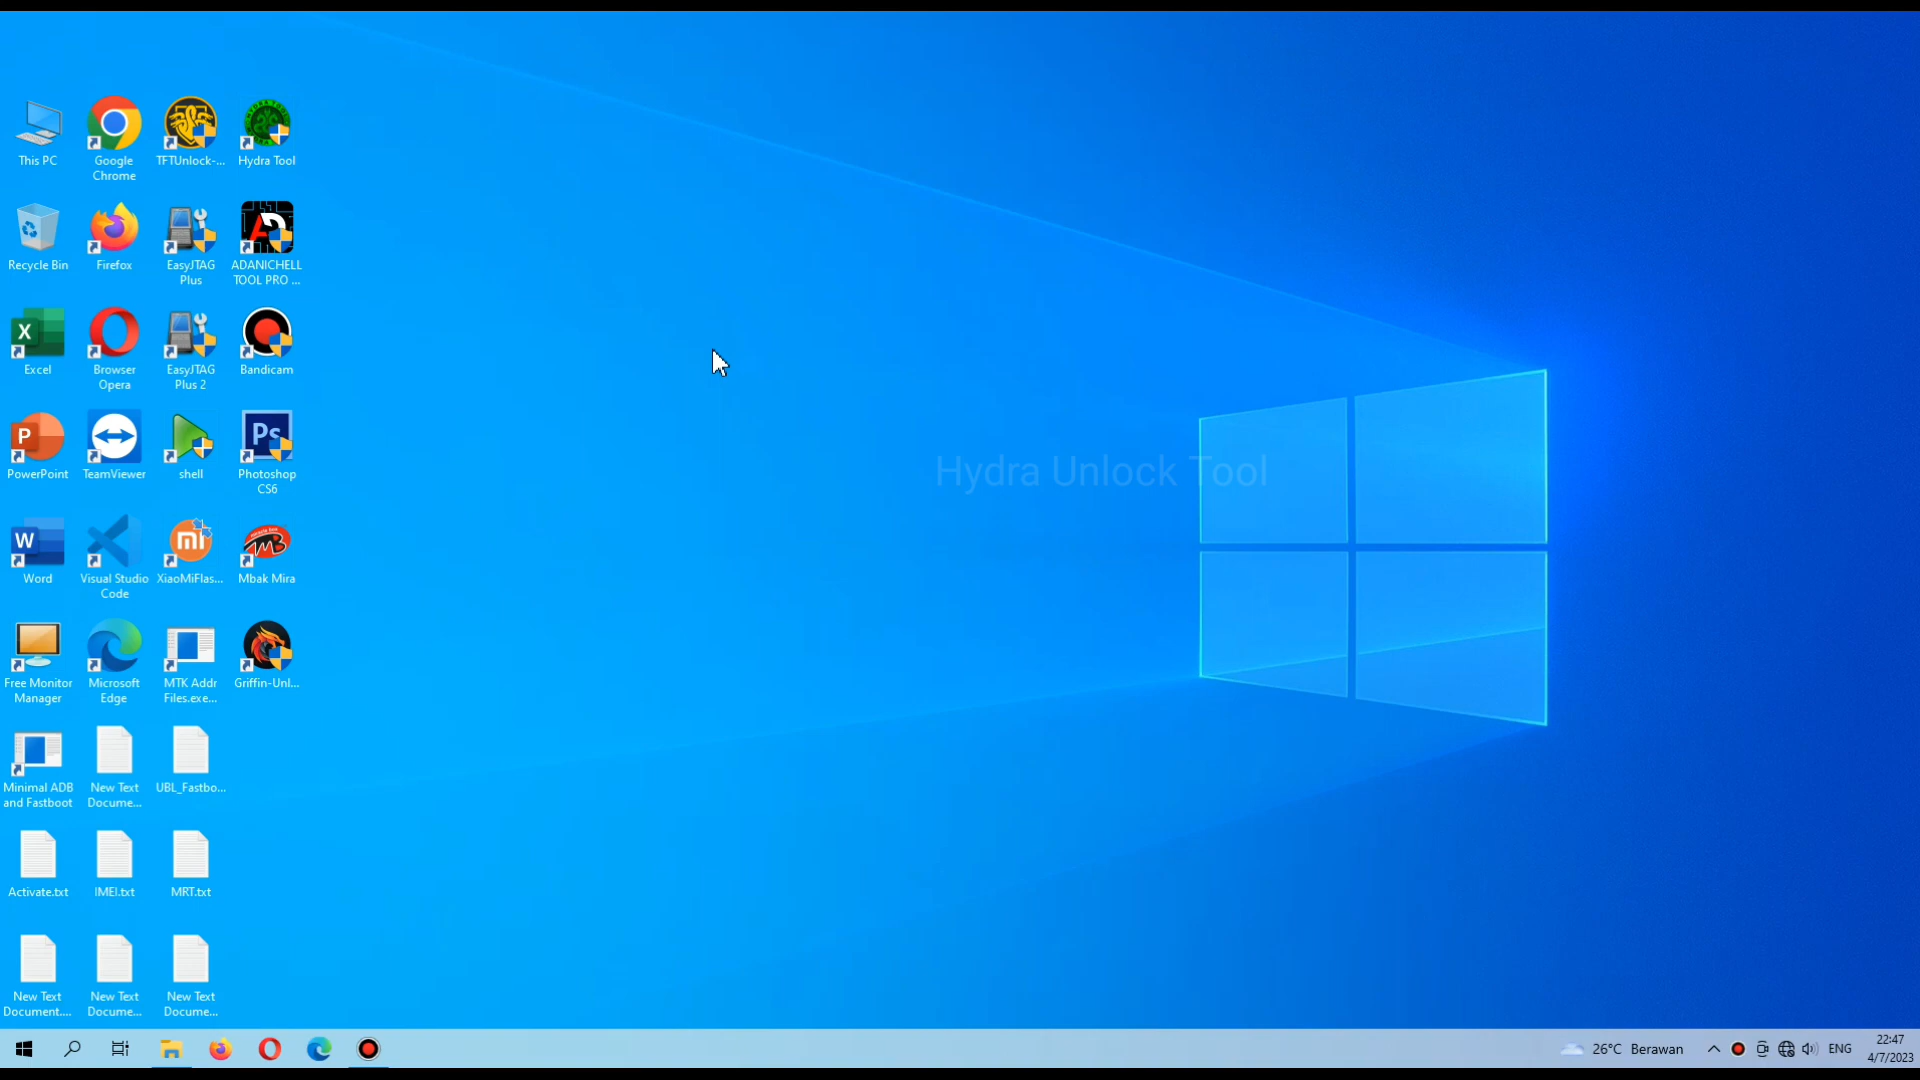 This PC
Google
Chrome
TFTUnlock-...
Hydra Tool
Recycle Bin
Firefox
EasyJTAG
Plus
ADANICHELL
TOOL PRO ...
Excel
Browser
Opera
EasyJTAG
Plus 2
Bandicam
PowerPoint
TeamViewer
shell
Photoshop
CS6
Ps
Hydra Unlock Tool
Word
Visual Studio
Code
XiaoMiFlas...
Mbak Mira
Free Monitor
Manager
Microsoft
Edge
MTK Addr
Files.exe...
Griffin-Unl...
Minimal ADB
and Fastboot
New Text
Docume...
UBL_Fastbo...
Activate.txt
IMEI.txt
MRT.txt
New Text
Document....
New Text
Docume...
New Text
Docume...
26°C Berawan
ENG
22:47
4/7/2023